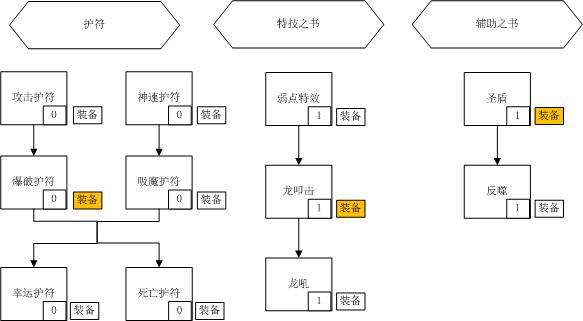 护符
特技之书
辅助之书
攻击护符
0
装备
神速护符
0
装备
弱点特效
1
装备
圣盾
1
装备
爆破护符
0
装备
吸魔护符
0
装备
龙叩击
1
装备
反噬
1
装备
幸运护符
0
装备
死亡护符
0
装备
龙吼
1
装备